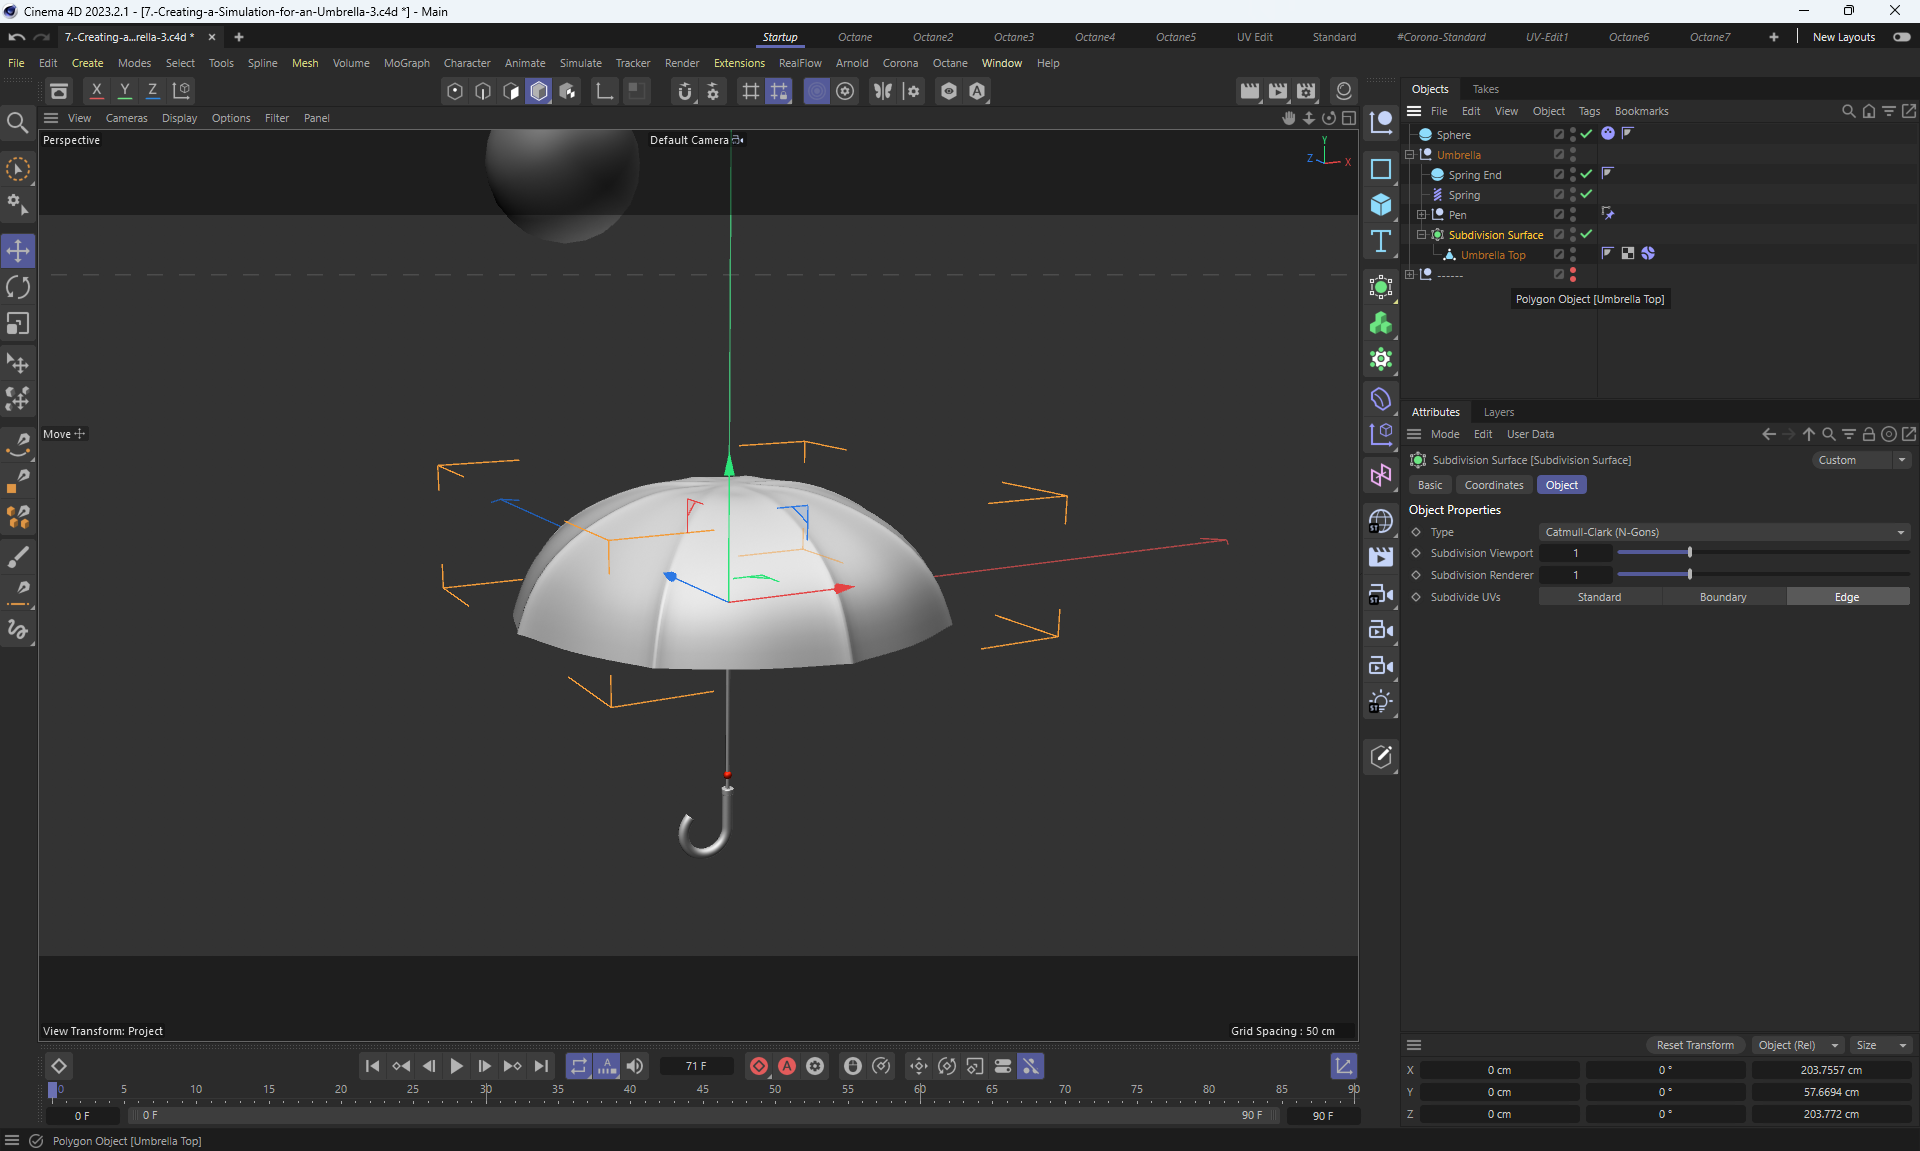 Cinema 4D 2023.2.1 - [7.-Creating-a-Simulation-for-an-Umbrella-3.c4d *] - Main
7.-Creating-a...rella-3.c4d *
Startup Octane Octane2 Octane3 Octane4 Octane5 UV Edit Standard #Corona-Standard UV-Edit1 Octane6 Octane7 New Layouts
File Edit Create Modes Select Tools Spline Mesh Volume MoGraph Character Animate Simulate Tracker Render Extensions RealFlow Arnold Corona Octane Window Help
X Y Z
View Cameras Display Options Filter Panel
Perspective
Default Camera
Y
Z X
Move
View Transform: Project
Grid Spacing : 50 cm
Objects Takes
File Edit View Object Tags Bookmarks
Sphere
Umbrella
Spring End
Spring
Pen
Subdivision Surface
Umbrella Top
------
Polygon Object [Umbrella Top]
Attributes Layers
Mode Edit User Data
Subdivision Surface [Subdivision Surface]
Custom
Basic Coordinates Object
Object Properties
Type Catmull-Clark (N-Gons)
Subdivision Viewport 1
Subdivision Renderer 1
Subdivide UVs Standard Boundary Edge
Reset Transform Object (Rel) Size
X 0 cm 0 ° 203.7557 cm
Y 0 cm 0 ° 57.6694 cm
Z 0 cm 0 ° 203.772 cm
71 F
0 5 10 15 20 25 30 35 40 45 50 55 60 65 70 75 80 85 90
0 F 0 F 90 F 90 F
Polygon Object [Umbrella Top]